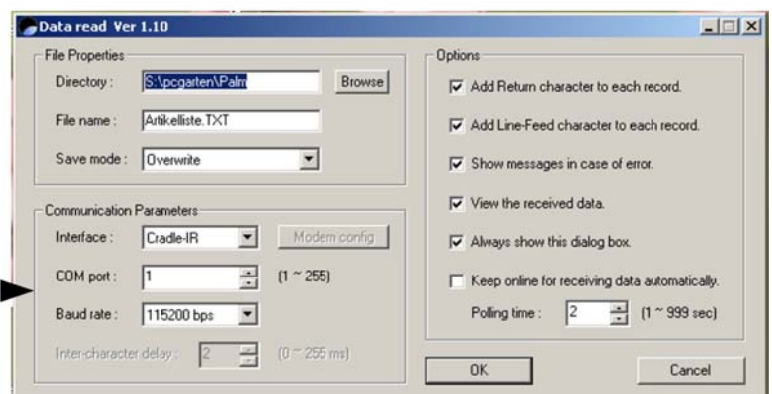 Data read Ver 1.10
File Properties
Directory : S:\pcgarten\Palm Browse
File name : Artikelliste.TXT
Save mode : Overwrite
Communication Parameters
Interface : Cradle-IR Modem config
COM port : 1 (1 ~ 255)
Baud rate : 115200 bps
Inter-character delay : 2 (0 ~ 255 ms)
Options
Add Return character to each record.
Add Line-Feed character to each record.
Show messages in case of error.
View the received data.
Always show this dialog box.
Keep online for receiving data automatically.
Polling time : 2 (1 ~ 999 sec)
OK Cancel